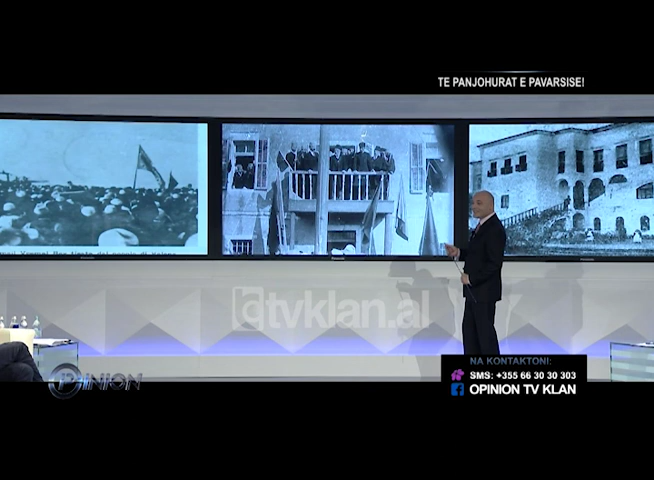 TE PANJOHURAT E PAVARSISE!
tvklan.al
OPINION
NA KONTAKTONI:
SMS: +355 66 30 30 303
OPINION TV KLAN